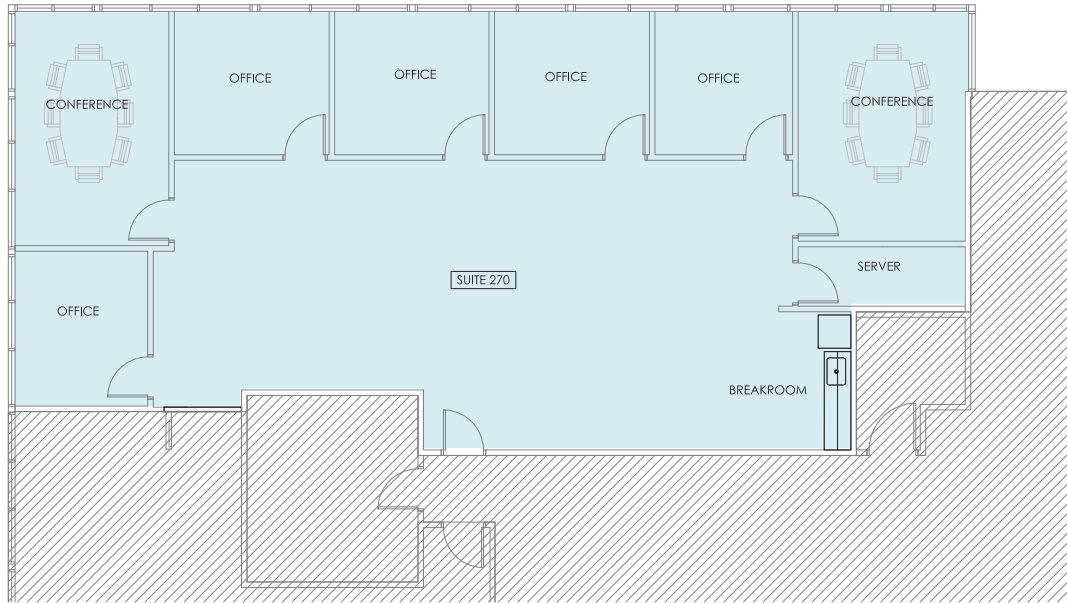 OFFICE
OFFICE
OFFICE
OFFICE
CONFERENCE
CONFERENCE
SERVER
SUITE 270
OFFICE
BREAKROOM